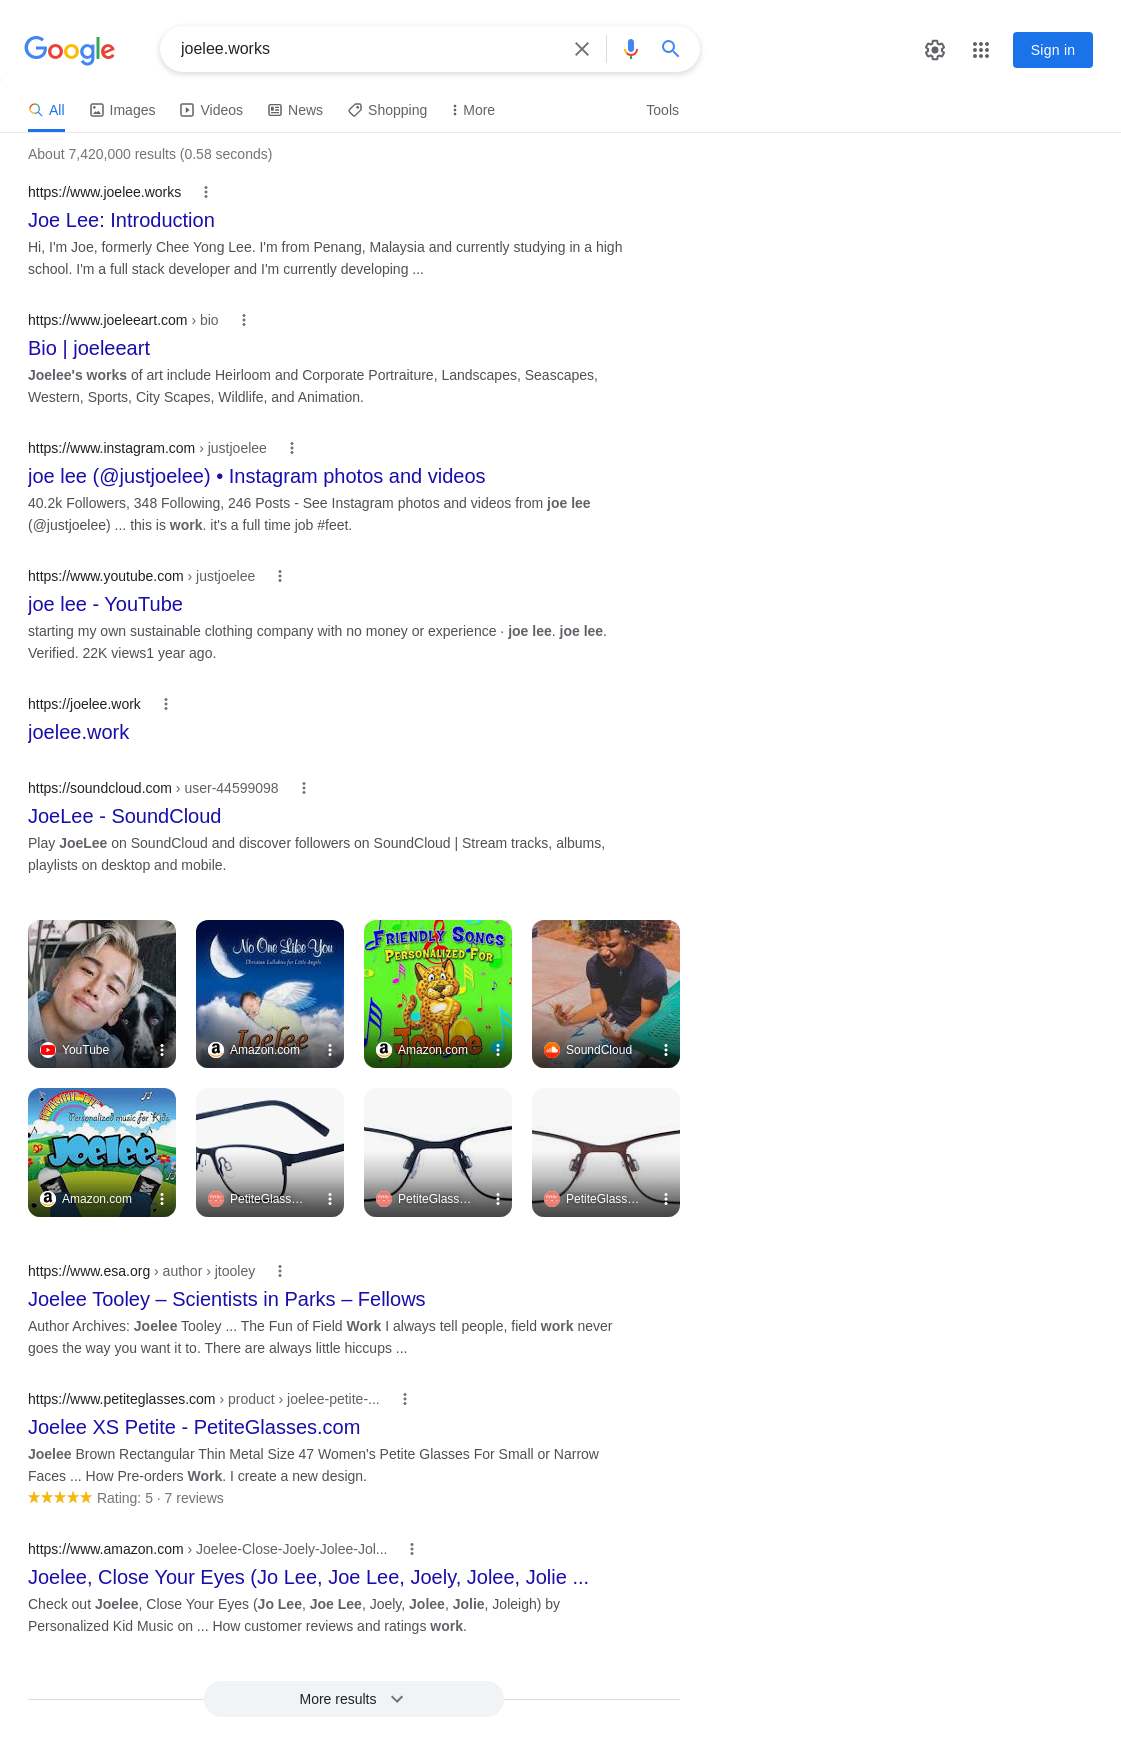 Google
joelee.works
Sign in
All
Images
Videos
News
Shopping
More
Tools
About 7,420,000 results (0.58 seconds)
https://www.joelee.works
Joe Lee: Introduction
Hi, I'm Joe, formerly Chee Yong Lee. I'm from Penang, Malaysia and currently studying in a high
school. I'm a full stack developer and I'm currently developing ...
https://www.joeleeart.com › bio
Bio | joeleeart
Joelee's works of art include Heirloom and Corporate Portraiture, Landscapes, Seascapes,
Western, Sports, City Scapes, Wildlife, and Animation.
https://www.instagram.com › justjoelee
joe lee (@justjoelee) • Instagram photos and videos
40.2k Followers, 348 Following, 246 Posts - See Instagram photos and videos from joe lee
(@justjoelee) ... this is work. it's a full time job #feet.
https://www.youtube.com › justjoelee
joe lee - YouTube
starting my own sustainable clothing company with no money or experience · joe lee. joe lee.
Verified. 22K views1 year ago.
https://joelee.work
joelee.work
https://soundcloud.com › user-44599098
JoeLee - SoundCloud
Play JoeLee on SoundCloud and discover followers on SoundCloud | Stream tracks, albums,
playlists on desktop and mobile.
YouTube
No One Like You
Christian Lullabies for Little Angels
Joelee
Amazon.com
FRIENDLY SONGS
PERSONALIZED FOR
Joelee
Amazon.com
SoundCloud
Personalized music for Kids
Joelee
Amazon.com
PetiteGlass...
PetiteGlass...
PetiteGlass...
https://www.esa.org › author › jtooley
Joelee Tooley – Scientists in Parks – Fellows
Author Archives: Joelee Tooley ... The Fun of Field Work I always tell people, field work never
goes the way you want it to. There are always little hiccups ...
https://www.petiteglasses.com › product › joelee-petite-...
Joelee XS Petite - PetiteGlasses.com
Joelee Brown Rectangular Thin Metal Size 47 Women's Petite Glasses For Small or Narrow
Faces ... How Pre-orders Work. I create a new design.
Rating: 5 · 7 reviews
https://www.amazon.com › Joelee-Close-Joely-Jolee-Jol...
Joelee, Close Your Eyes (Jo Lee, Joe Lee, Joely, Jolee, Jolie ...
Check out Joelee, Close Your Eyes (Jo Lee, Joe Lee, Joely, Jolee, Jolie, Joleigh) by
Personalized Kid Music on ... How customer reviews and ratings work.
More results